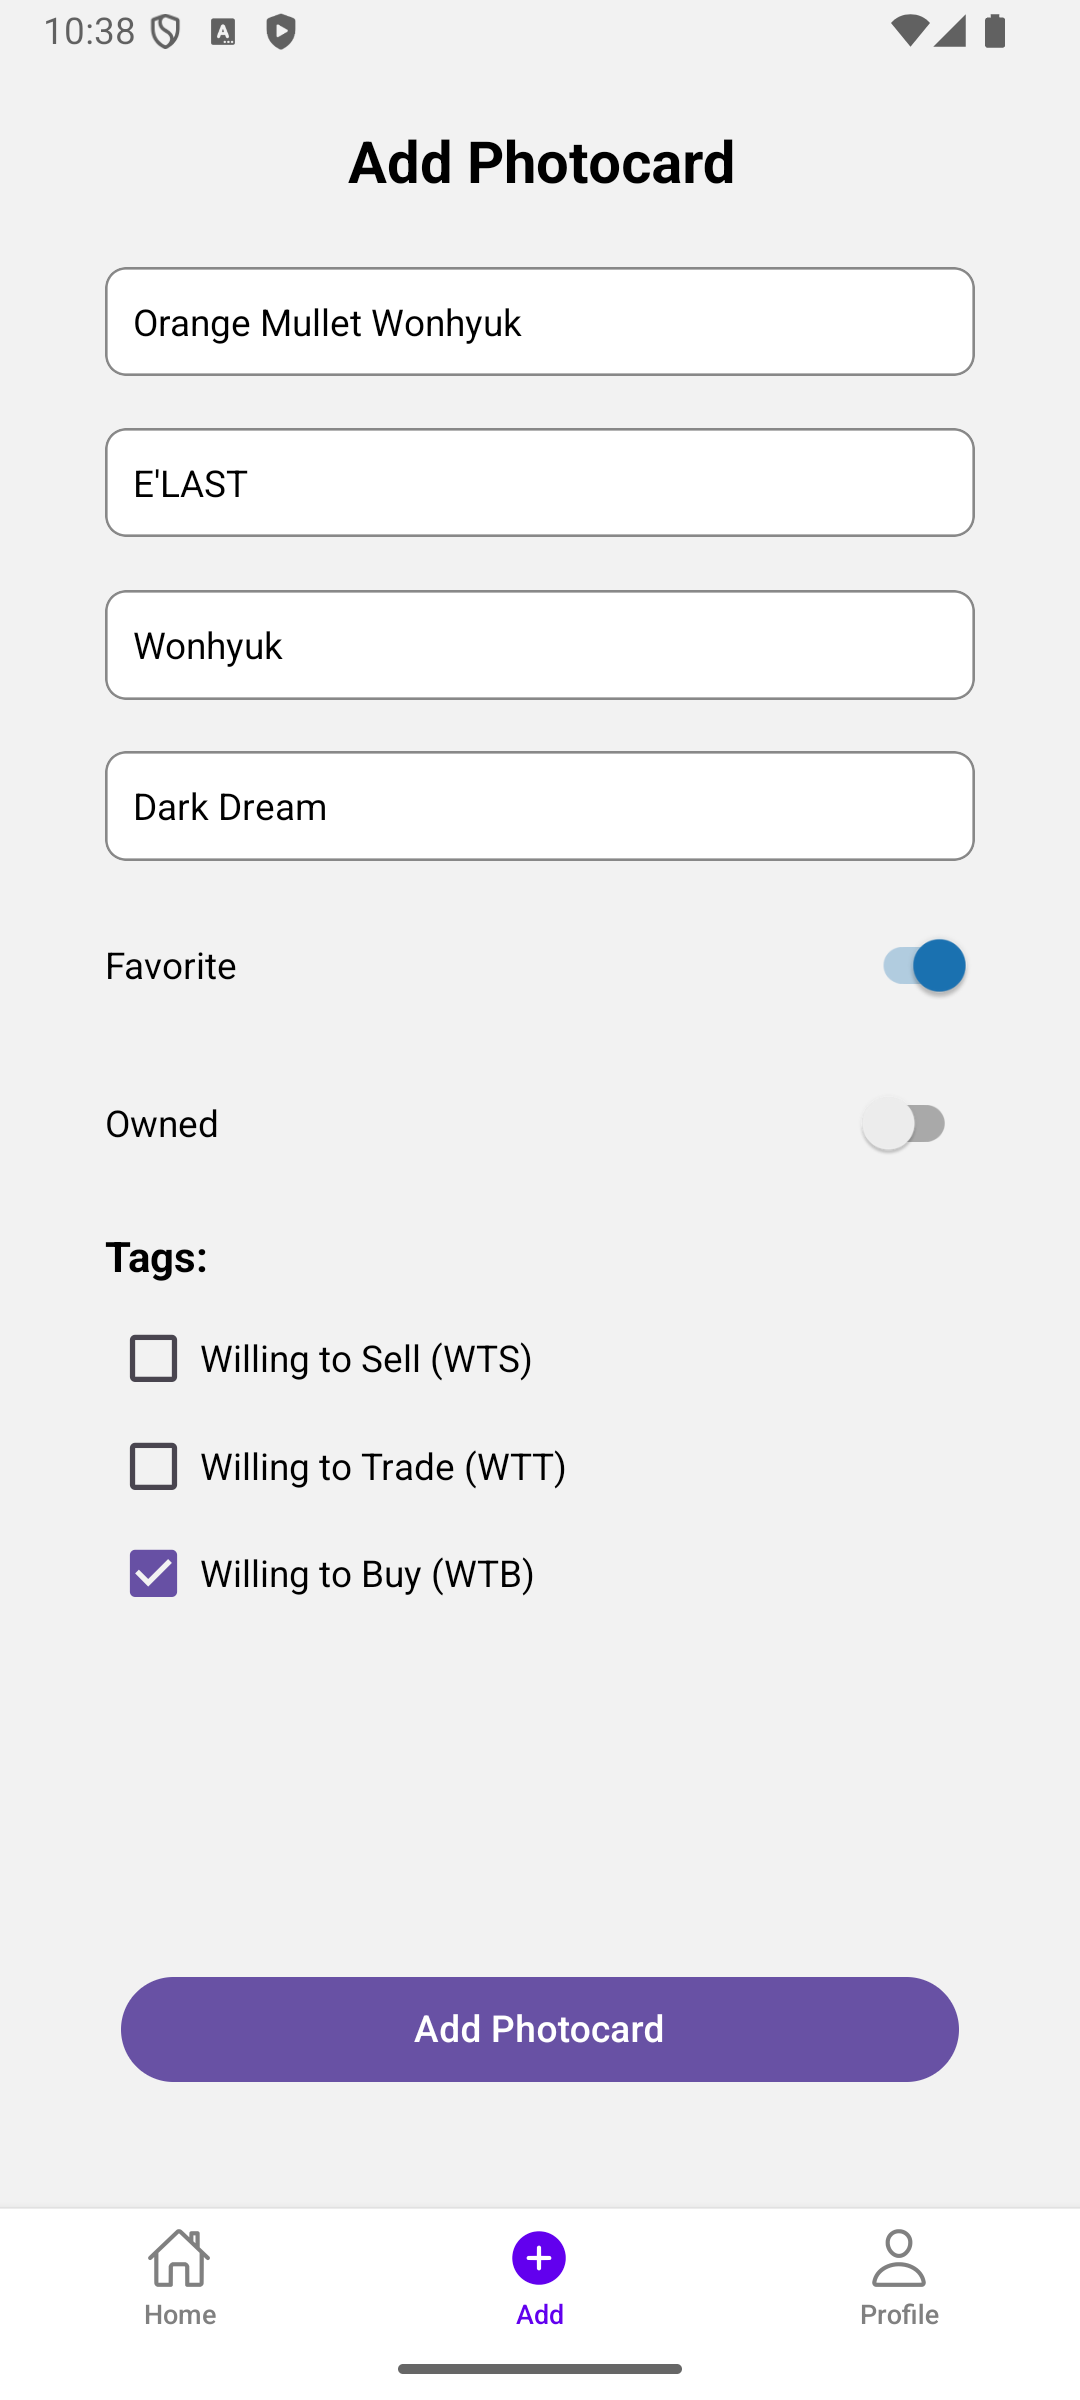 10:38
Add Photocard
Orange Mullet Wonhyuk
E'LAST
Wonhyuk
Dark Dream
Favorite
Owned
Tags:
Willing to Sell (WTS)
Willing to Trade (WTT)
Willing to Buy (WTB)
Add Photocard
Home
Add
Profile